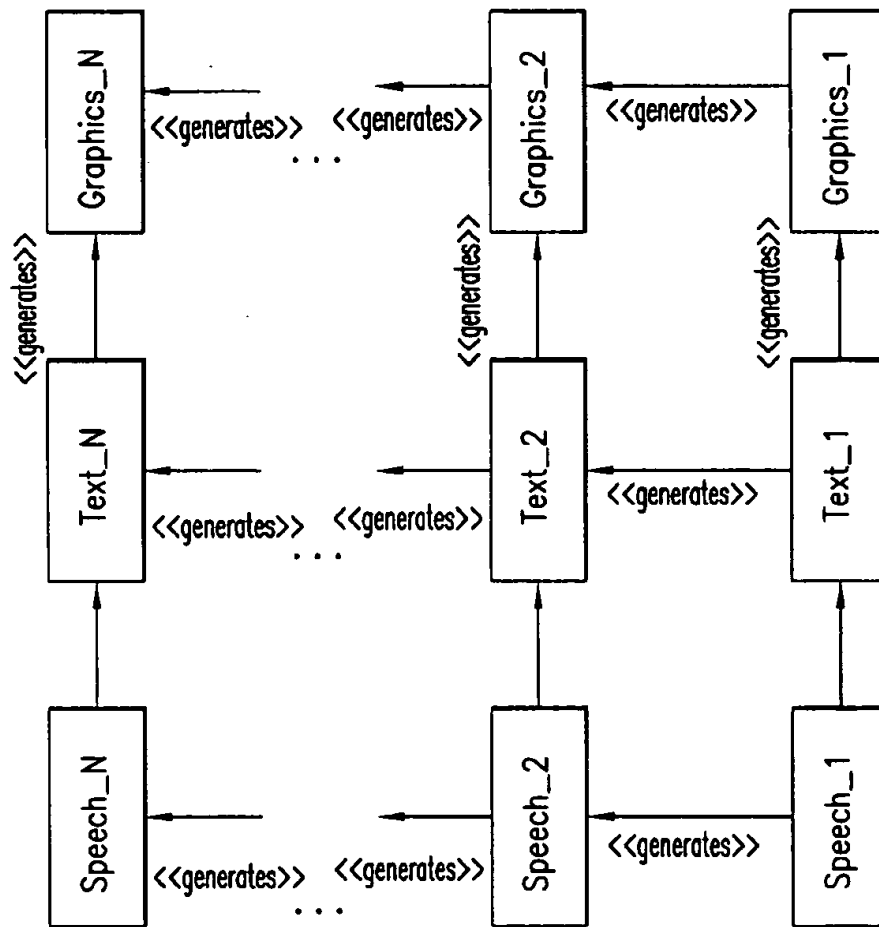 Graphics_N
<<generates>>
<<generates>>
Graphics_2
<<generates>>
Graphics_1
...
<<generates>>
<<generates>>
<<generates>>
Text_N
<<generates>>
<<generates>>
Text_2
<<generates>>
Text_1
...
Speech_N
<<generates>>
<<generates>>
Speech_2
<<generates>>
Speech_1
...